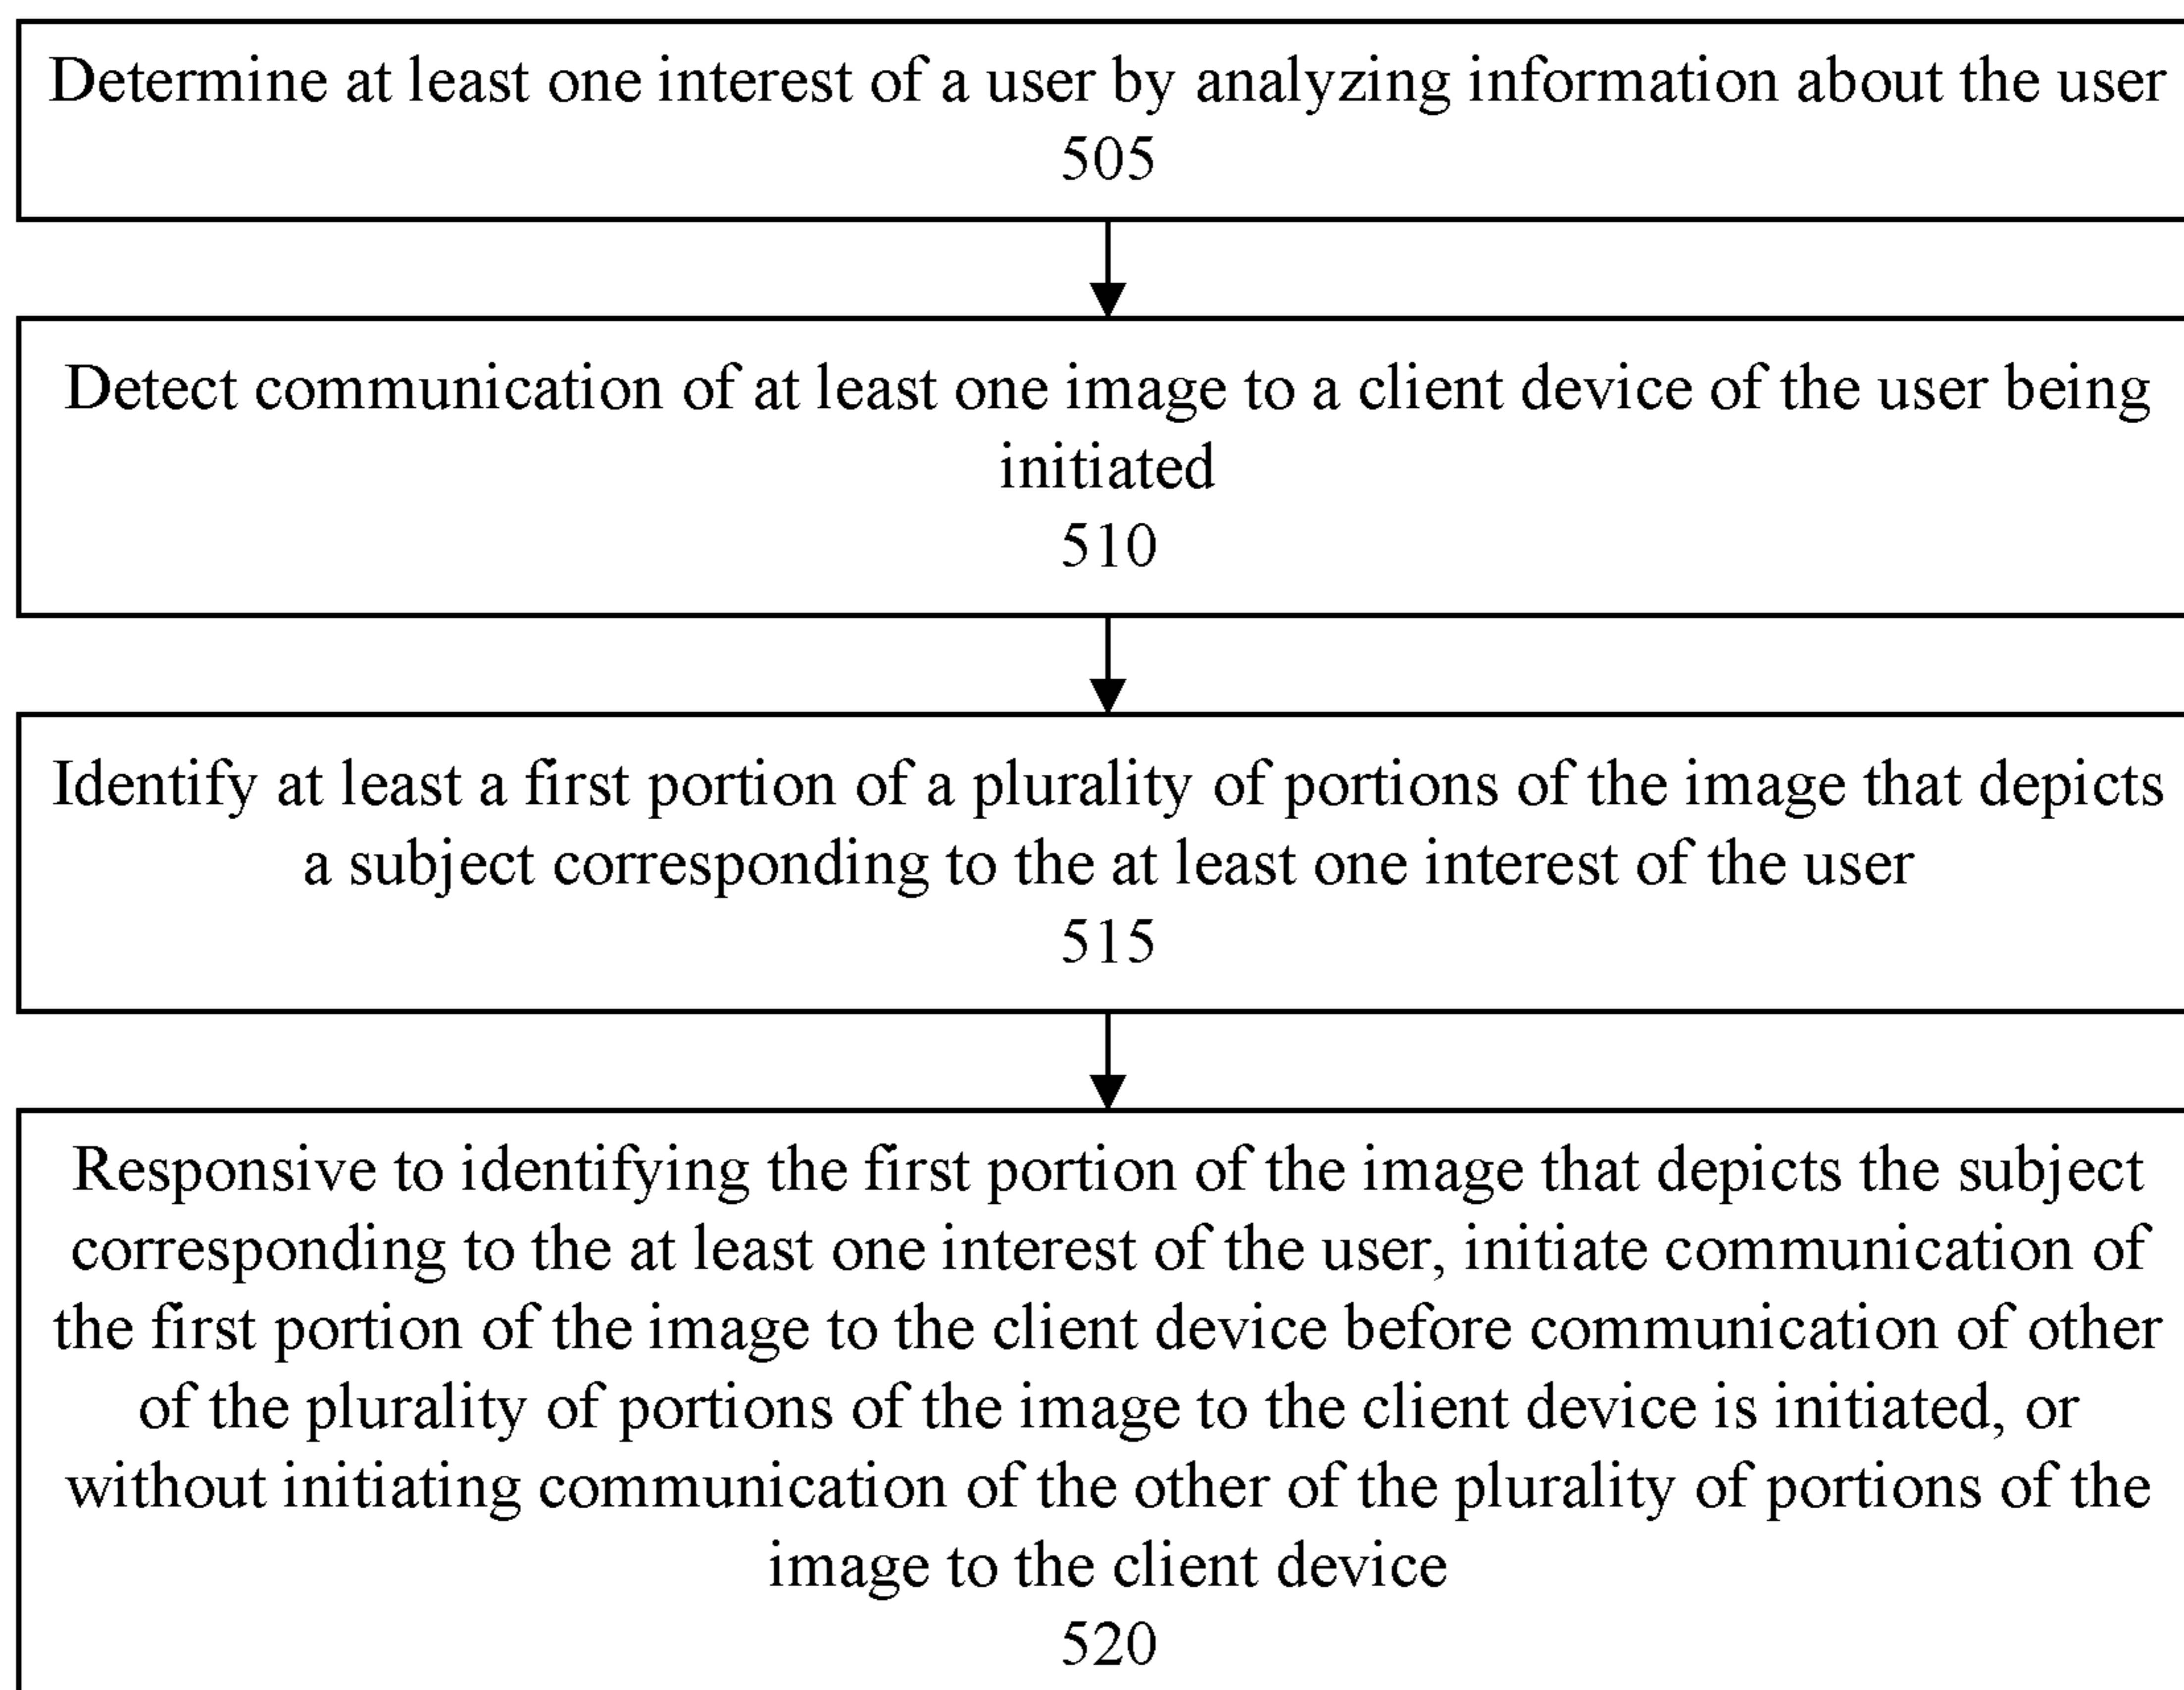 Determine at least one interest of a user by analyzing information about the user
505
Detect communication of at least one image to a client device of the user being
initiated
510
Identify at least a first portion of a plurality of portions of the image that depicts
a subject corresponding to the at least one interest of the user
515
Responsive to identifying the first portion of the image that depicts the subject
corresponding to the at least one interest of the user, initiate communication of
the first portion of the image to the client device before communication of other
of the plurality of portions of the image to the client device is initiated, or
without initiating communication of the other of the plurality of portions of the
image to the client device
520